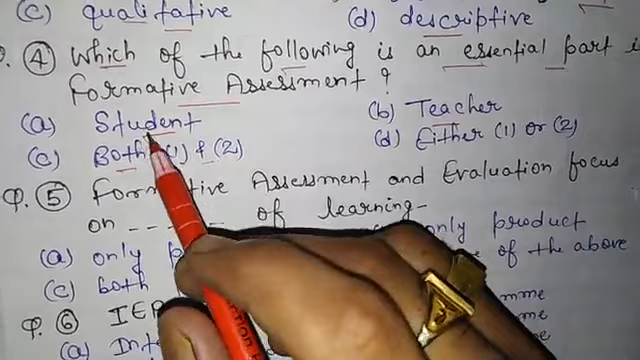 (c) qualitative (d) descriptive
④ Which of the following is an essential part i
Formative Assessment ?
(a) Student (b) Teacher
(c) Both (1) & (2) (d) Either (1) or (2)
Q. ⑤ Assessment and Evaluation focus
on ---- of learning-
(a) only only product
(c) both of the above
Q. ⑥ IEP
(a)